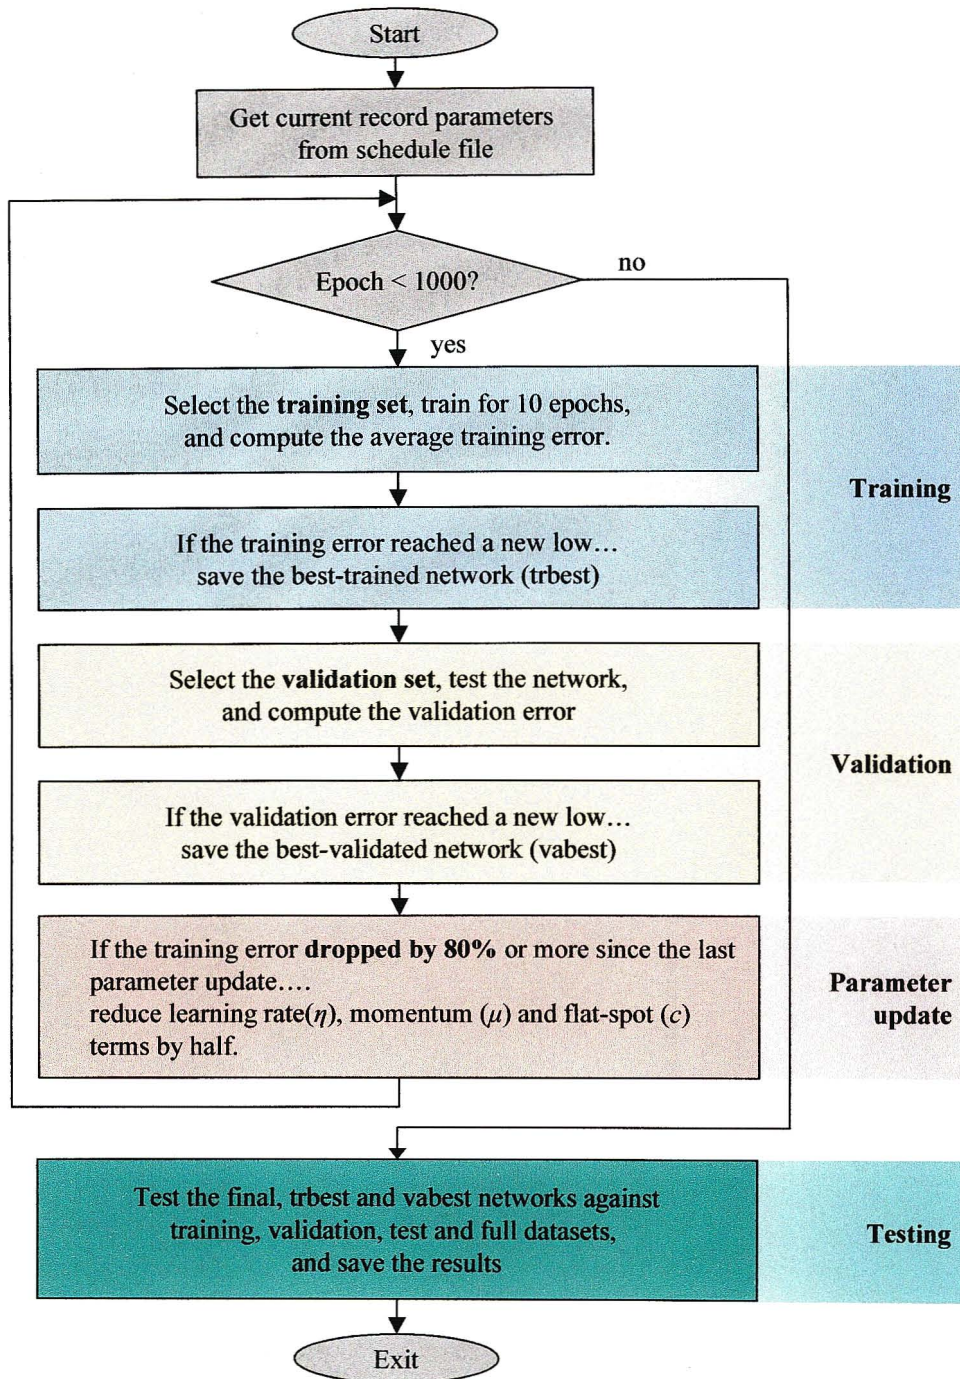 Start
Get current record parameters
from schedule file
Epoch < 1000?
no
yes
Select the training set, train for 10 epochs,
and compute the average training error.
Training
If the training error reached a new low…
save the best-trained network (trbest)
Select the validation set, test the network,
and compute the validation error
Validation
If the validation error reached a new low…
save the best-validated network (vabest)
If the training error dropped by 80% or more since the last
parameter update….
reduce learning rate(η), momentum (μ) and flat-spot (c)
terms by half.
Parameter
update
Test the final, trbest and vabest networks against
training, validation, test and full datasets,
and save the results
Testing
Exit